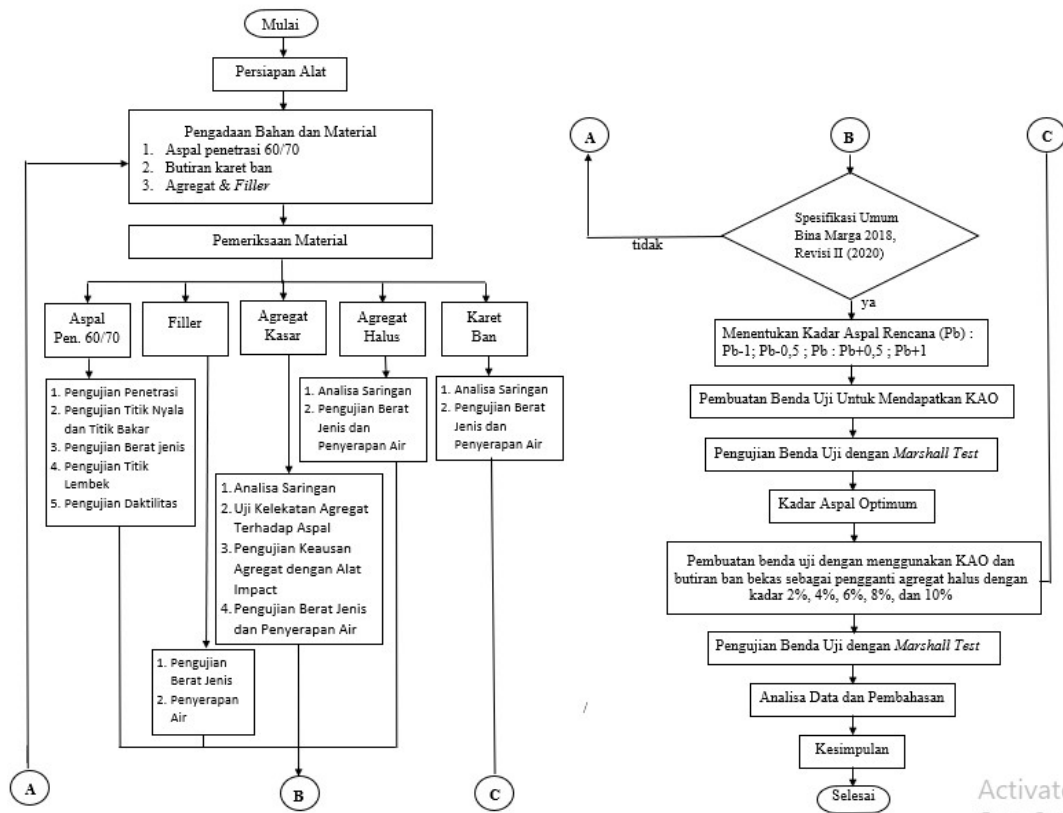 Mulai
Persiapan Alat
Pengadaan Bahan dan Material
1. Aspal penetrasi 60/70
2. Butiran karet ban
3. Agregat & Filler
Pemeriksaan Material
Aspal
Pen. 60/70
Filler
Agregat
Kasar
Agregat
Halus
Karet
Ban
1. Pengujian Penetrasi
2. Pengujian Titik Nyala
dan Titik Bakar
3. Pengujian Berat jenis
4. Pengujian Titik
Lembek
5. Pengujian Daktilitas
1. Pengujian
Berat Jenis
2. Penyerapan
Air
1. Analisa Saringan
2. Uji Kelekatan Agregat
Terhadap Aspal
3. Pengujian Keausan
Agregat dengan Alat
Impact
4. Pengujian Berat Jenis
dan Penyerapan Air
1. Analisa Saringan
2. Pengujian Berat
Jenis dan
Penyerapan Air
1. Analisa Saringan
2. Pengujian Berat
Jenis dan
Penyerapan Air
A
B
C
A
B
C
Spesifikasi Umum
Bina Marga 2018,
Revisi II (2020)
tidak
ya
Menentukan Kadar Aspal Rencana (Pb) :
Pb-1; Pb-0,5 ; Pb : Pb+0,5 ; Pb+1
Pembuatan Benda Uji Untuk Mendapatkan KAO
Pengujian Benda Uji dengan Marshall Test
Kadar Aspal Optimum
Pembuatan benda uji dengan menggunakan KAO dan
butiran ban bekas sebagai pengganti agregat halus dengan
kadar 2%, 4%, 6%, 8%, dan 10%
Pengujian Benda Uji dengan Marshall Test
/
Analisa Data dan Pembahasan
Kesimpulan
Selesai
Activate